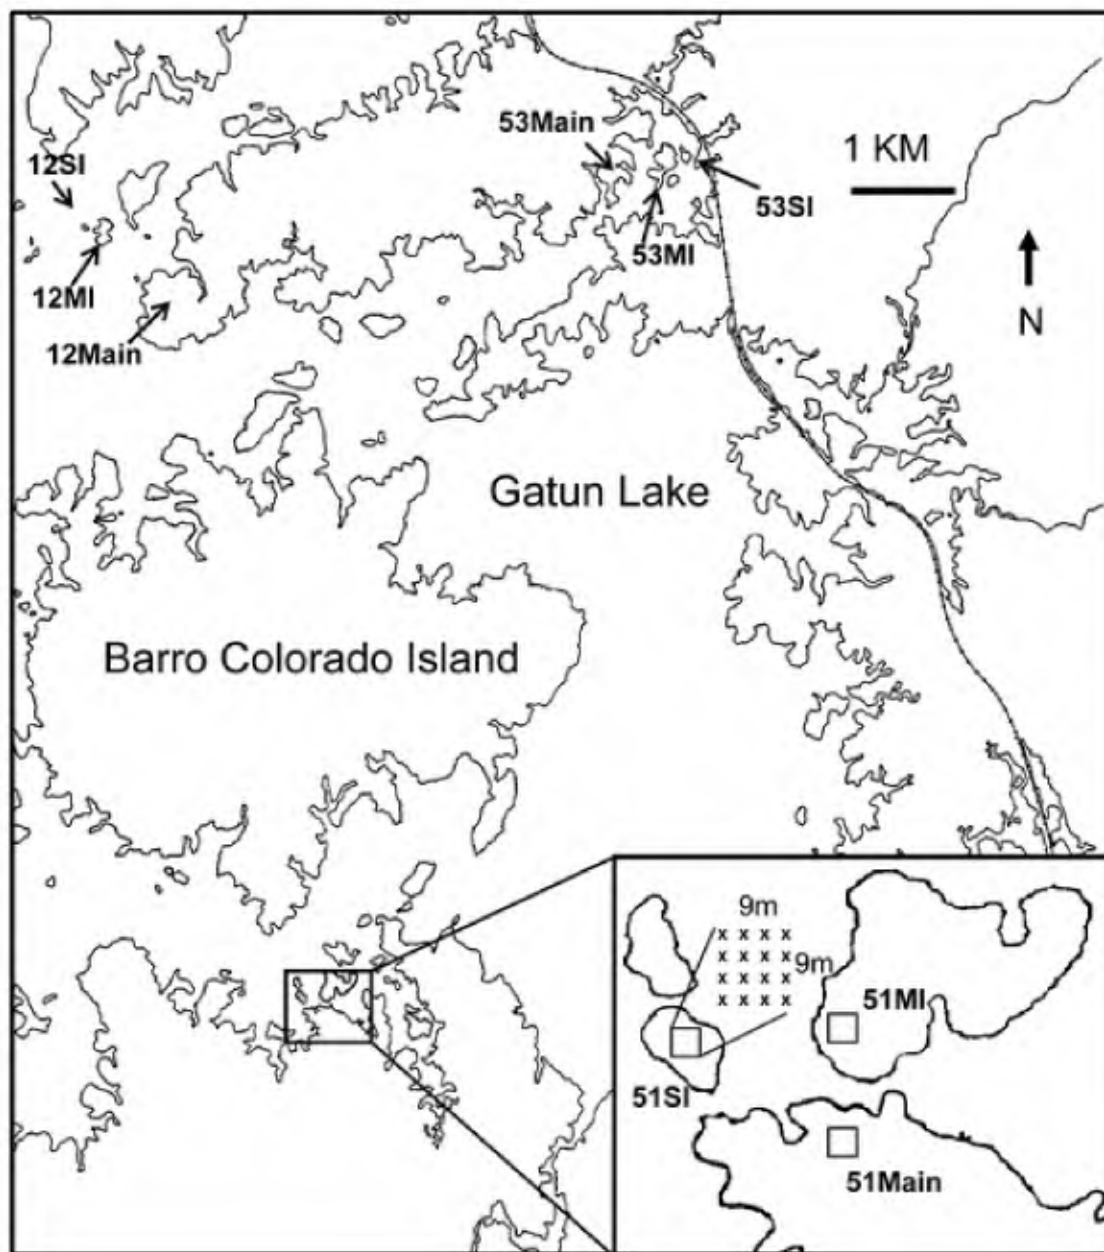 53Main
12SI
1 KM
53SI
53MI
12MI
N
12Main
Gatun Lake
Barro Colorado Island
9m
x x x x
x x x x
9m
x x x x
x x x x
51MI
51SI
51Main